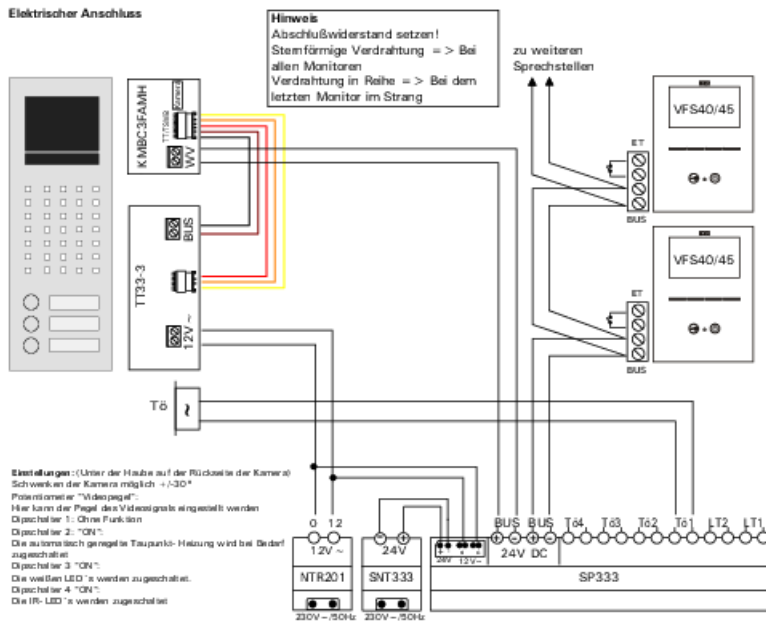 Elektrischer Anschluss
Hinweis
Abschlußwiderstand setzen!
Sternförmige Verdrahtung => Bei
allen Monitoren
Verdrahtung in Reihe => Bei dem
letzten Monitor im Strang
zu weiteren
Sprechstellen
KMBC3FAMH
TT/TSWB
Kamera
WV
VFS40/45
ET
BUS
TT33-3
BUS
12V~
VFS40/45
ET
BUS
Tö
~
Einstellungen: (Unter der Haube auf der Rückseite der Kamera)
Schwenken der Kamera möglich +/-30°
Potentiometer "Videopegel":
Hier kann der Pegel des Videosignals eingestellt werden
Dipschalter 1: Ohne Funktion
Dipschalter 2: "ON":
Die automatisch geregelte Taupunkt- Heizung wird bei Bedarf
zugeschaltet
Dipschalter 3 "ON":
Die weißen LED`s werden zugeschaltet.
Dipschalter 4 "ON":
Die IR- LED`s werden zugeschaltet
0 12
12V ~
NTR201
230V~/50Hz
- +
24V
SNT333
230V~/50Hz
24V 12V~
BUS BUS Tö4 Tö3 Tö2 Tö1 LT2 LT1
+ - + -
24V DC
SP333